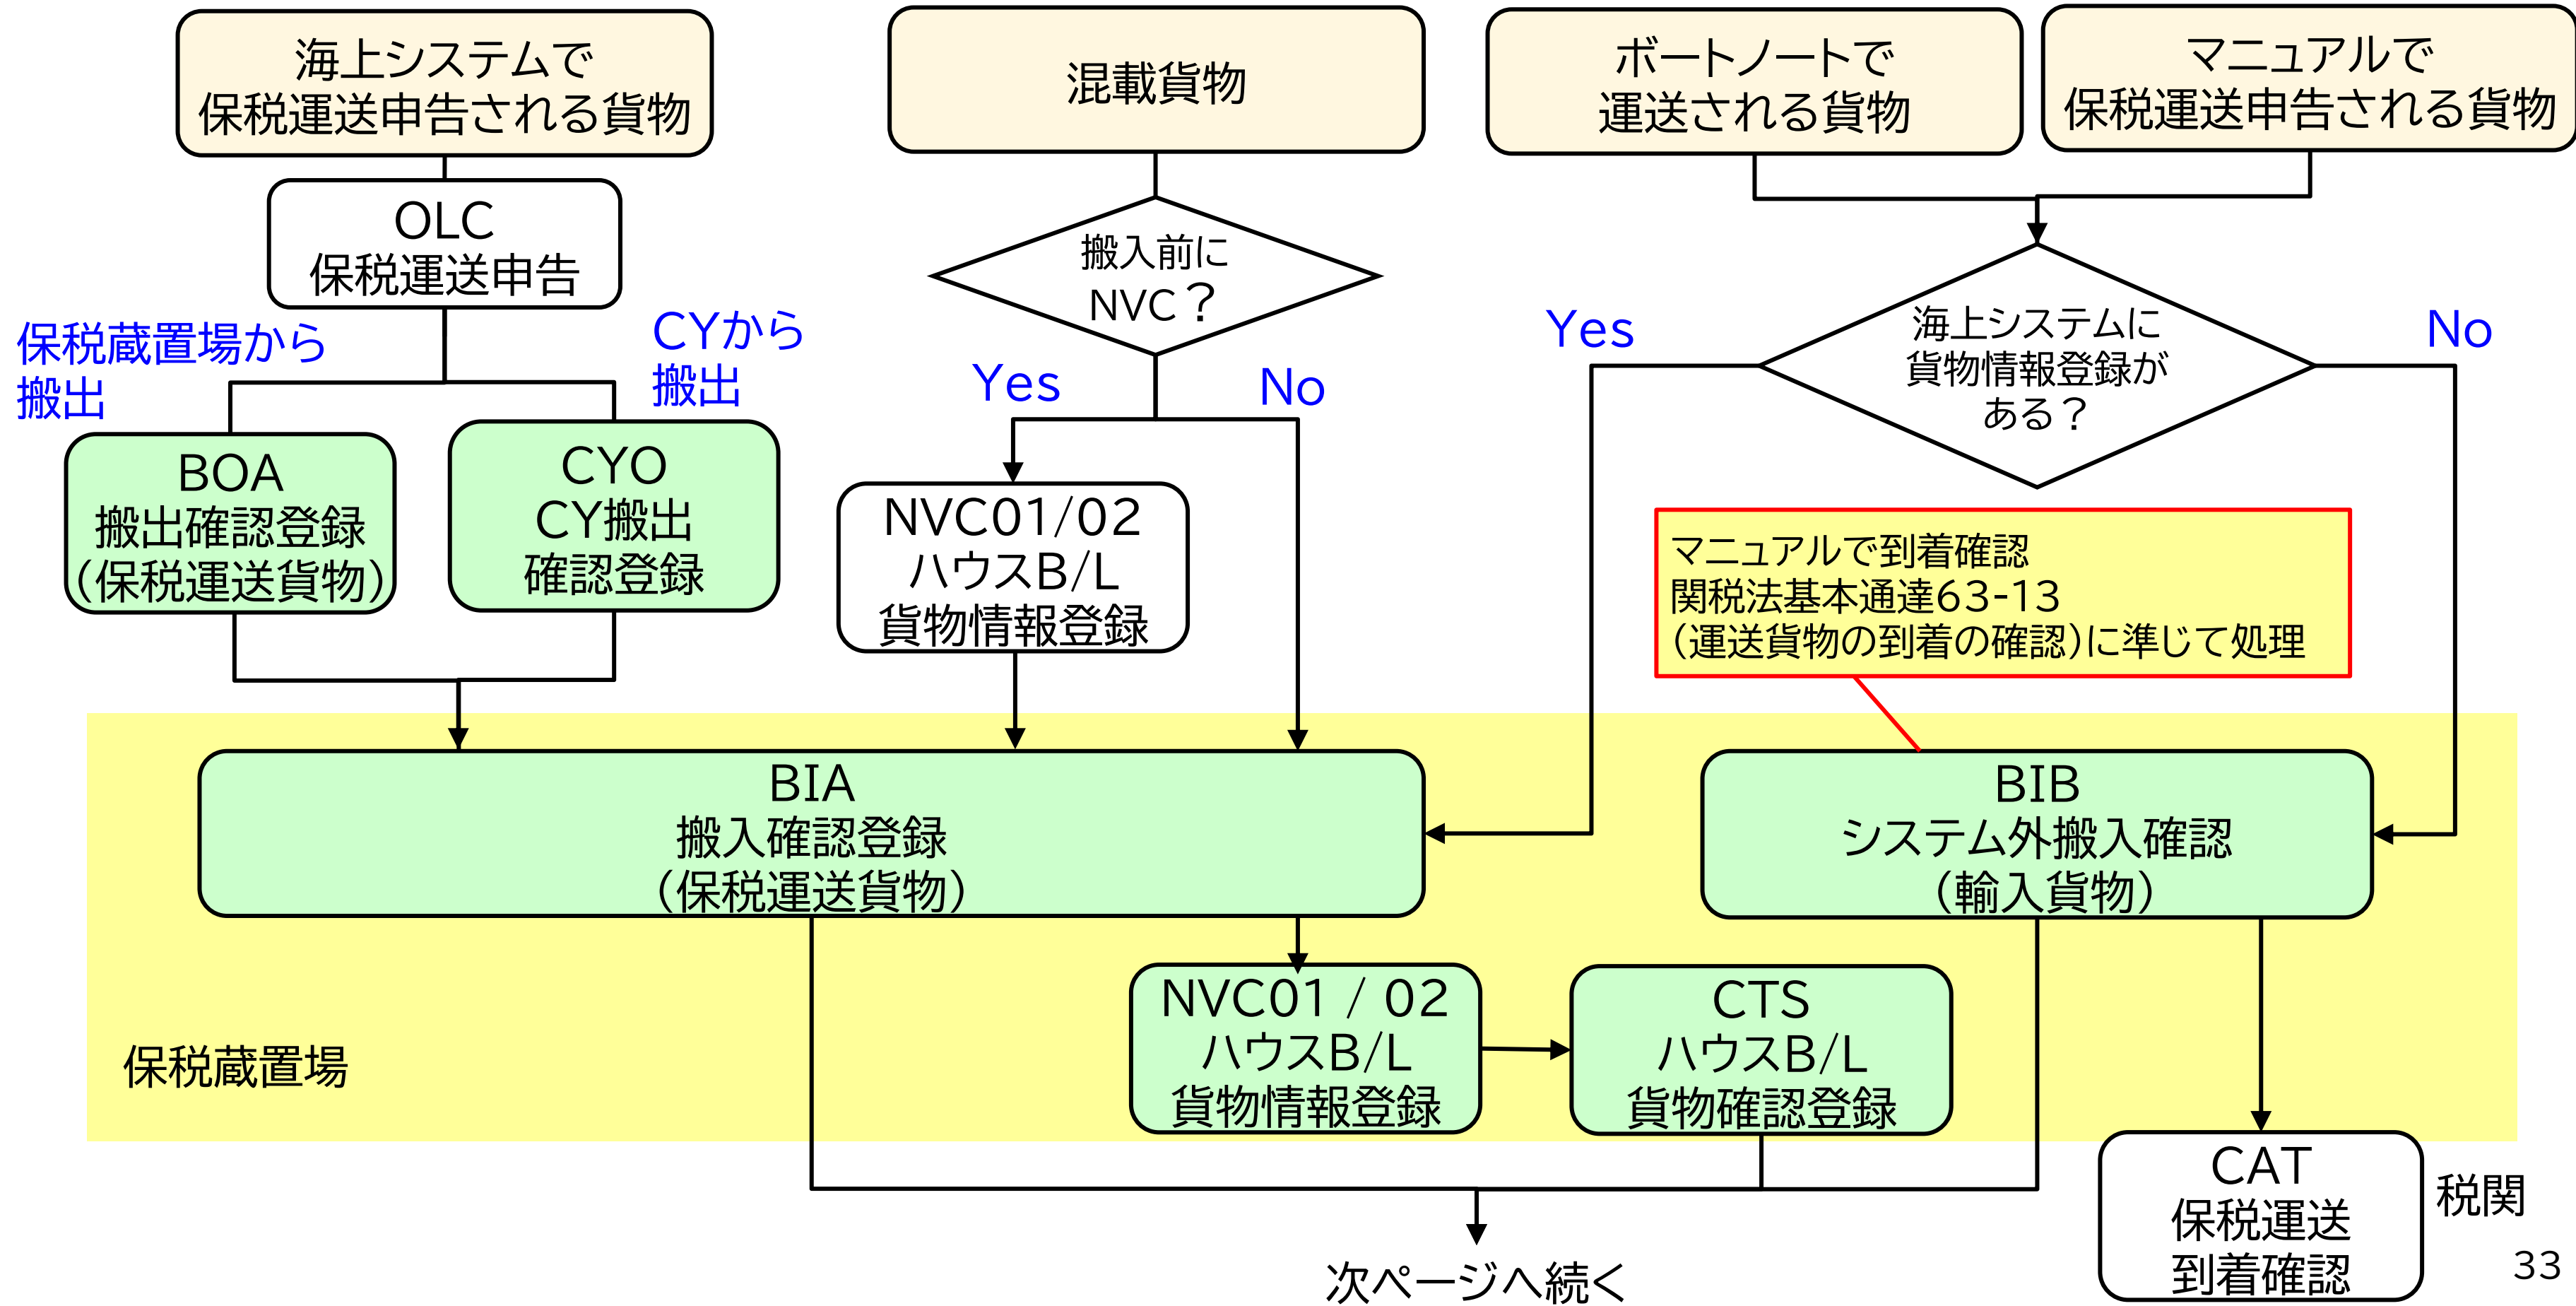 海上システムで
保税運送申告される貨物
混載貨物
ボートノートで
運送される貨物
マニュアルで
保税運送申告される貨物
OLC
保税運送申告
搬入前に
NVC？
海上システムに
貨物情報登録が
ある？
保税蔵置場から
搬出
CYから
搬出
Yes
No
Yes
No
BOA
搬出確認登録
（保税運送貨物）
CYO
CY搬出
確認登録
NVC01/02
ハウスB/L
貨物情報登録
マニュアルで到着確認
関税法基本通達63-13
（運送貨物の到着の確認）に準じて処理
BIA
搬入確認登録
（保税運送貨物）
BIB
システム外搬入確認
（輸入貨物）
NVC01 / 02
ハウスB/L
貨物情報登録
CTS
ハウスB/L
貨物確認登録
保税蔵置場
CAT
保税運送
到着確認
税関
次ページへ続く
33